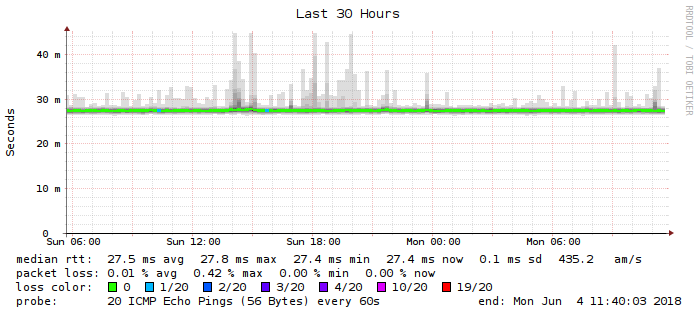 Last 30 Hours
RRDTOOL / TOBI OETIKER
Seconds
40 m
30 m
20 m
10 m
0
Sun 06:00 Sun 12:00 Sun 18:00 Mon 00:00 Mon 06:00
median rtt: 27.5 ms avg 27.8 ms max 27.4 ms min 27.4 ms now 0.1 ms sd 435.2 am/s
packet loss: 0.01 % avg 0.42 % max 0.00 % min 0.00 % now
loss color: 0 1/20 2/20 3/20 4/20 10/20 19/20
probe: 20 ICMP Echo Pings (56 Bytes) every 60s end: Mon Jun 4 11:40:03 2018